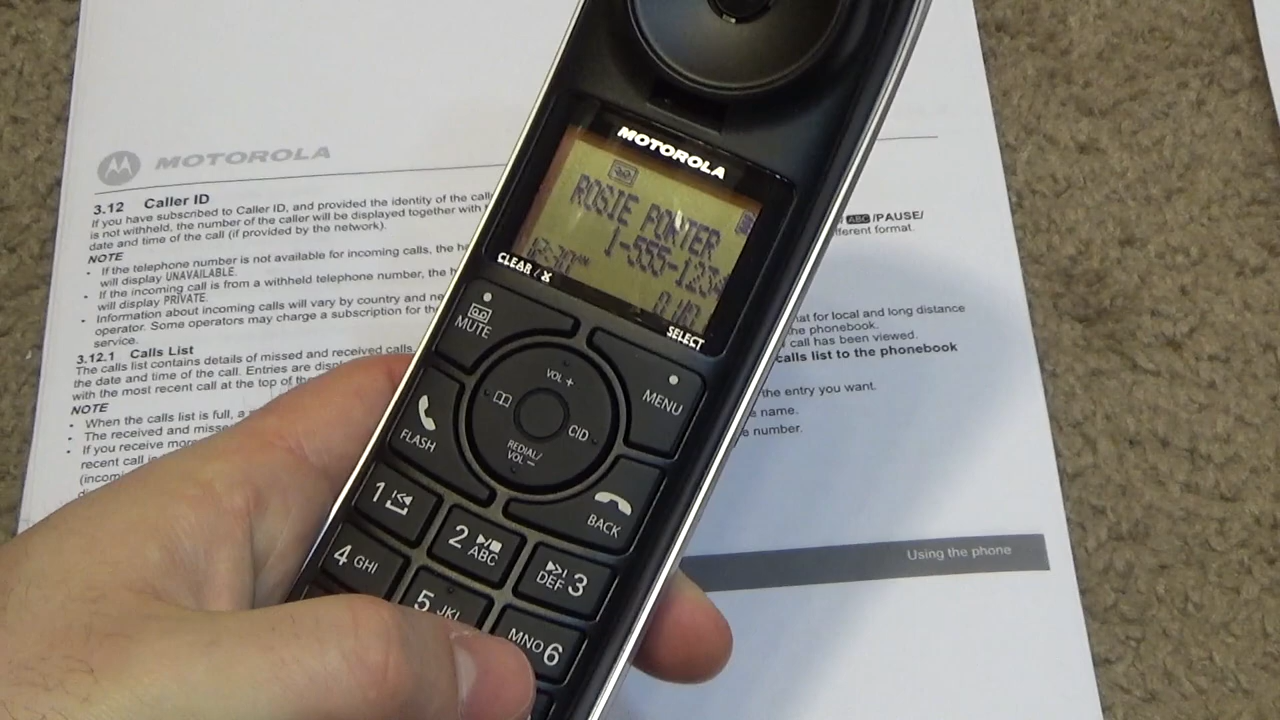 MOTOROLA
3.12 Caller ID
If you have subscribed to Caller ID, and provided the identity of the
is not withheld, the number of the caller will be displayed together with
date and time of the call (if provided by the network).
NOTE
• If the telephone number is not available for incoming calls, the
will display UNAVAILABLE.
• If the incoming call is from a withheld telephone number, the
will display PRIVATE.
• Information about incoming calls will vary by country and
operator. Some operators may charge a subscription for the
service.
3.12.1 Calls List
The calls list contains details of missed and received calls,
the date and time of the call. Entries are
with the most recent call at the top of the
NOTE
• When the calls list is full, a
• The received and
• If you receive
recent call
MOTOROLA
ROSIE PORTER
1-555-123
CLEAR /
SELECT
MUTE
MENU
VOL +
CID
REDIAL/
VOL −
FLASH
BACK
1
2 ABC
DEF 3
4 GHI
5 JKL
MNO 6
ABC /PAUSE/
format.
for local and long distance
phonebook.
call has been viewed.
calls list to the phonebook
the entry you want.
name.
number.
Using the phone